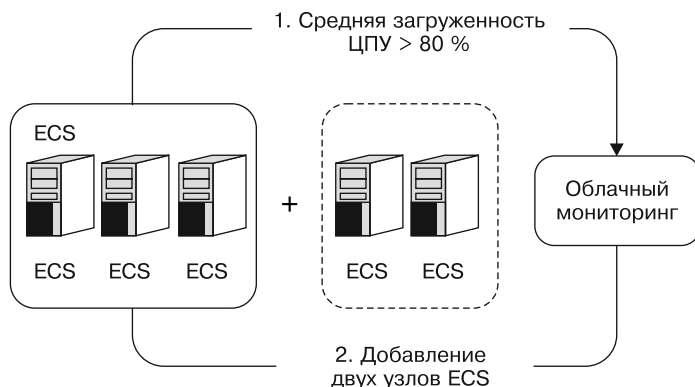 1. Средняя загруженность
ЦПУ > 80 %
ECS
ECS ECS ECS
+
ECS ECS
Облачный
мониторинг
2. Добавление
двух узлов ECS